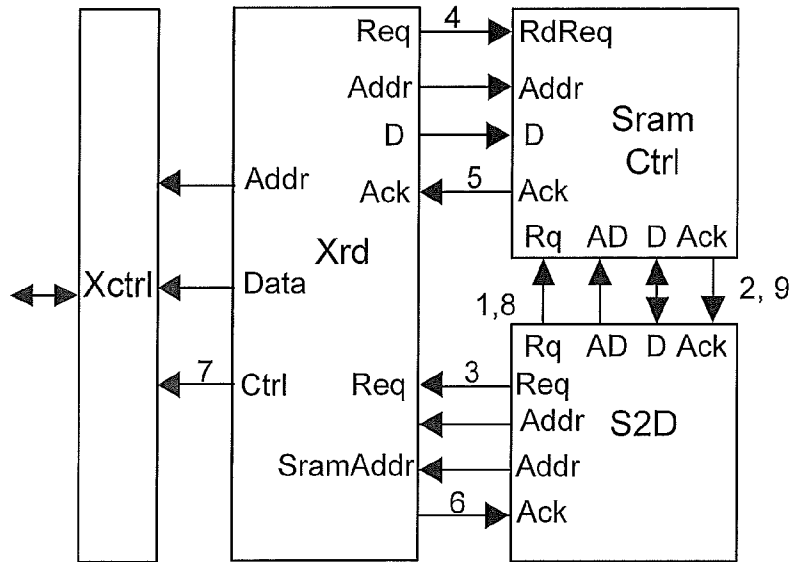 Req 4 RdReq
Addr Addr
D D
Sram
Ctrl
Addr
Ack 5 Ack
Xrd
Rq AD D Ack
Xctrl
Data
1,8
2, 9
Rq AD D Ack
7 Ctrl
Req 3 Req
Addr
S2D
SramAddr Addr
6 Ack